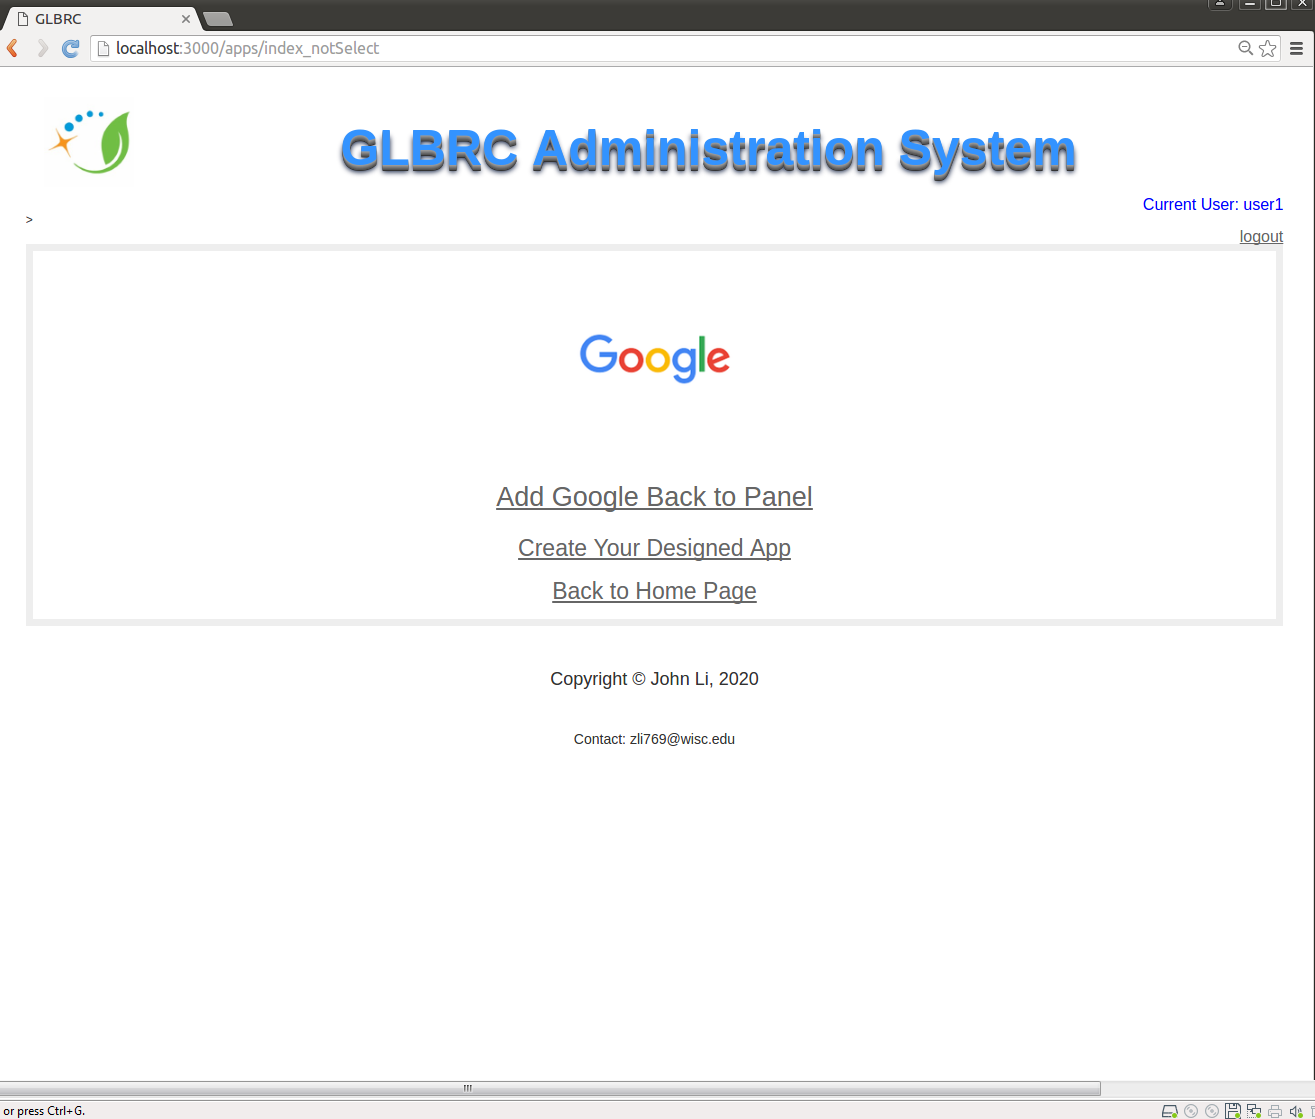 GLBRC
localhost:3000/apps/index_notSelect
GLBRC Administration System
Current User: user1
>
logout
Google
Add Google Back to Panel
Create Your Designed App
Back to Home Page
Copyright © John Li, 2020
Contact: zli769@wisc.edu
or press Ctrl+G.